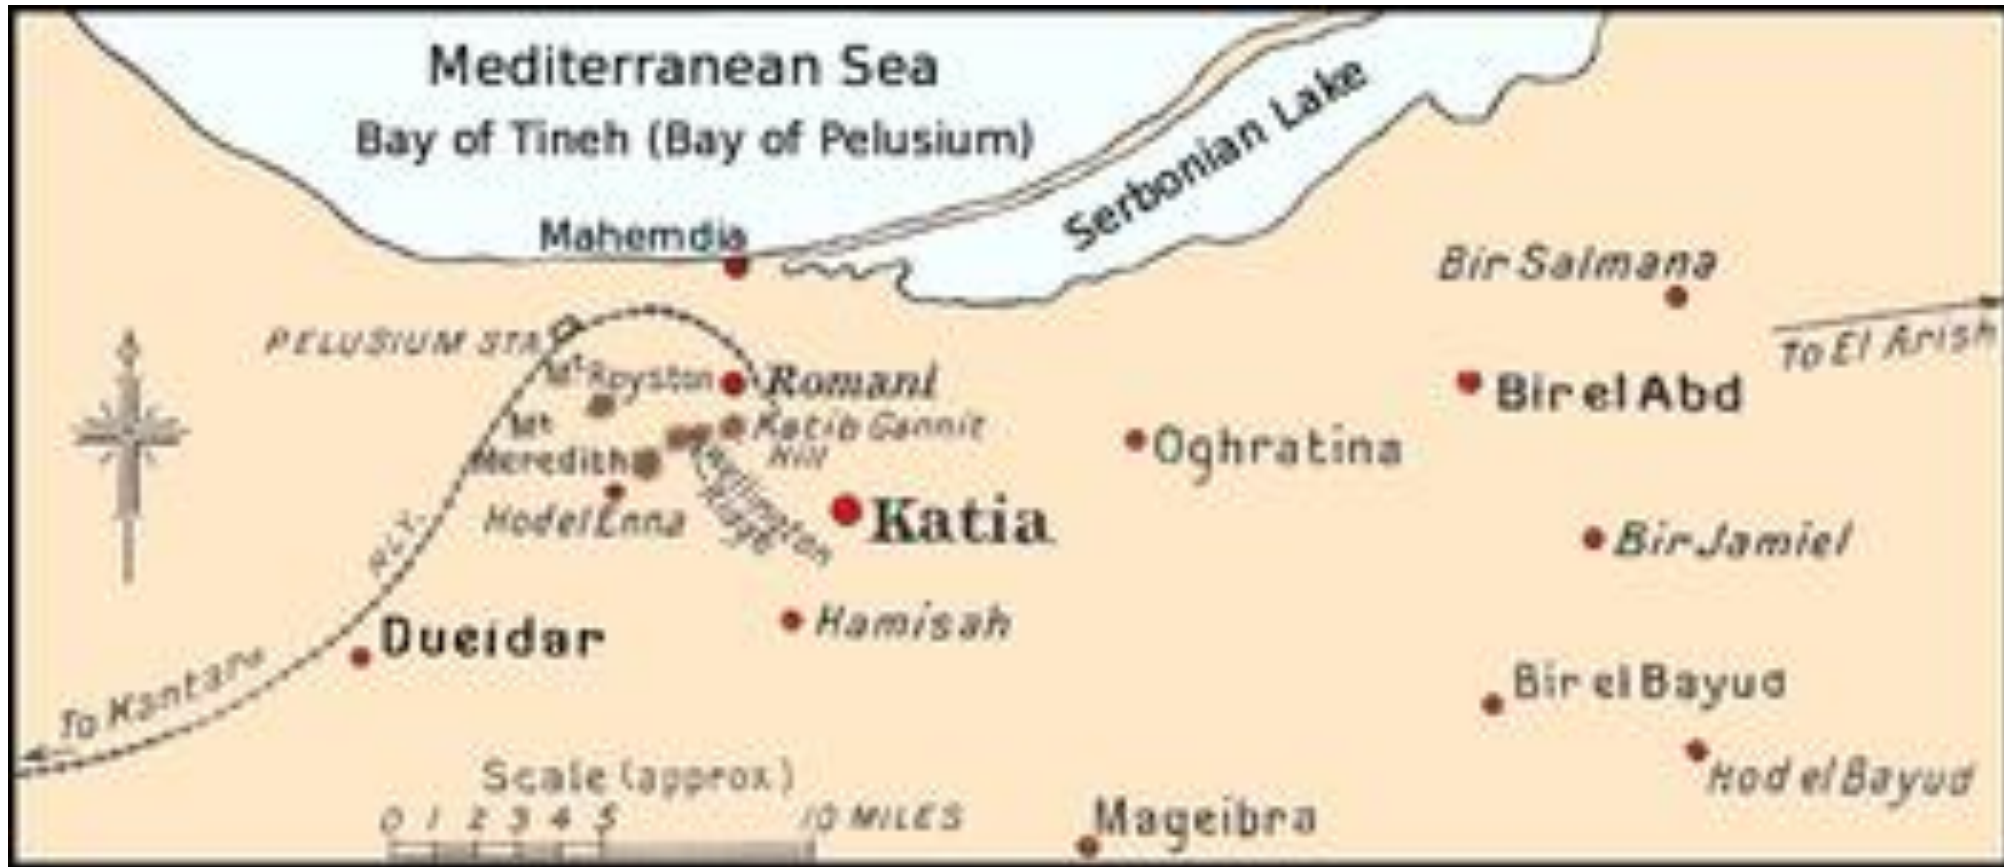 Mediterranean Sea
Bay of Tineh (Bay of Pelusium)
Serbonian Lake
Mahemdia
Bir Salmana
PELUSIUM STA
To El Arish
Mt Royston
Romani
Bir el Abd
Katib Gannit
Hill
Mt
Meredith
Oghratina
Wellington
Ridge
Hod el Enna
Katia
Bir Jamiel
RLY.
Hamisah
Dueidar
To Kantara
Bir el Bayud
Hod el Bayud
Scale (approx.)
0 1 2 3 4 5 10 MILES
Mageibra